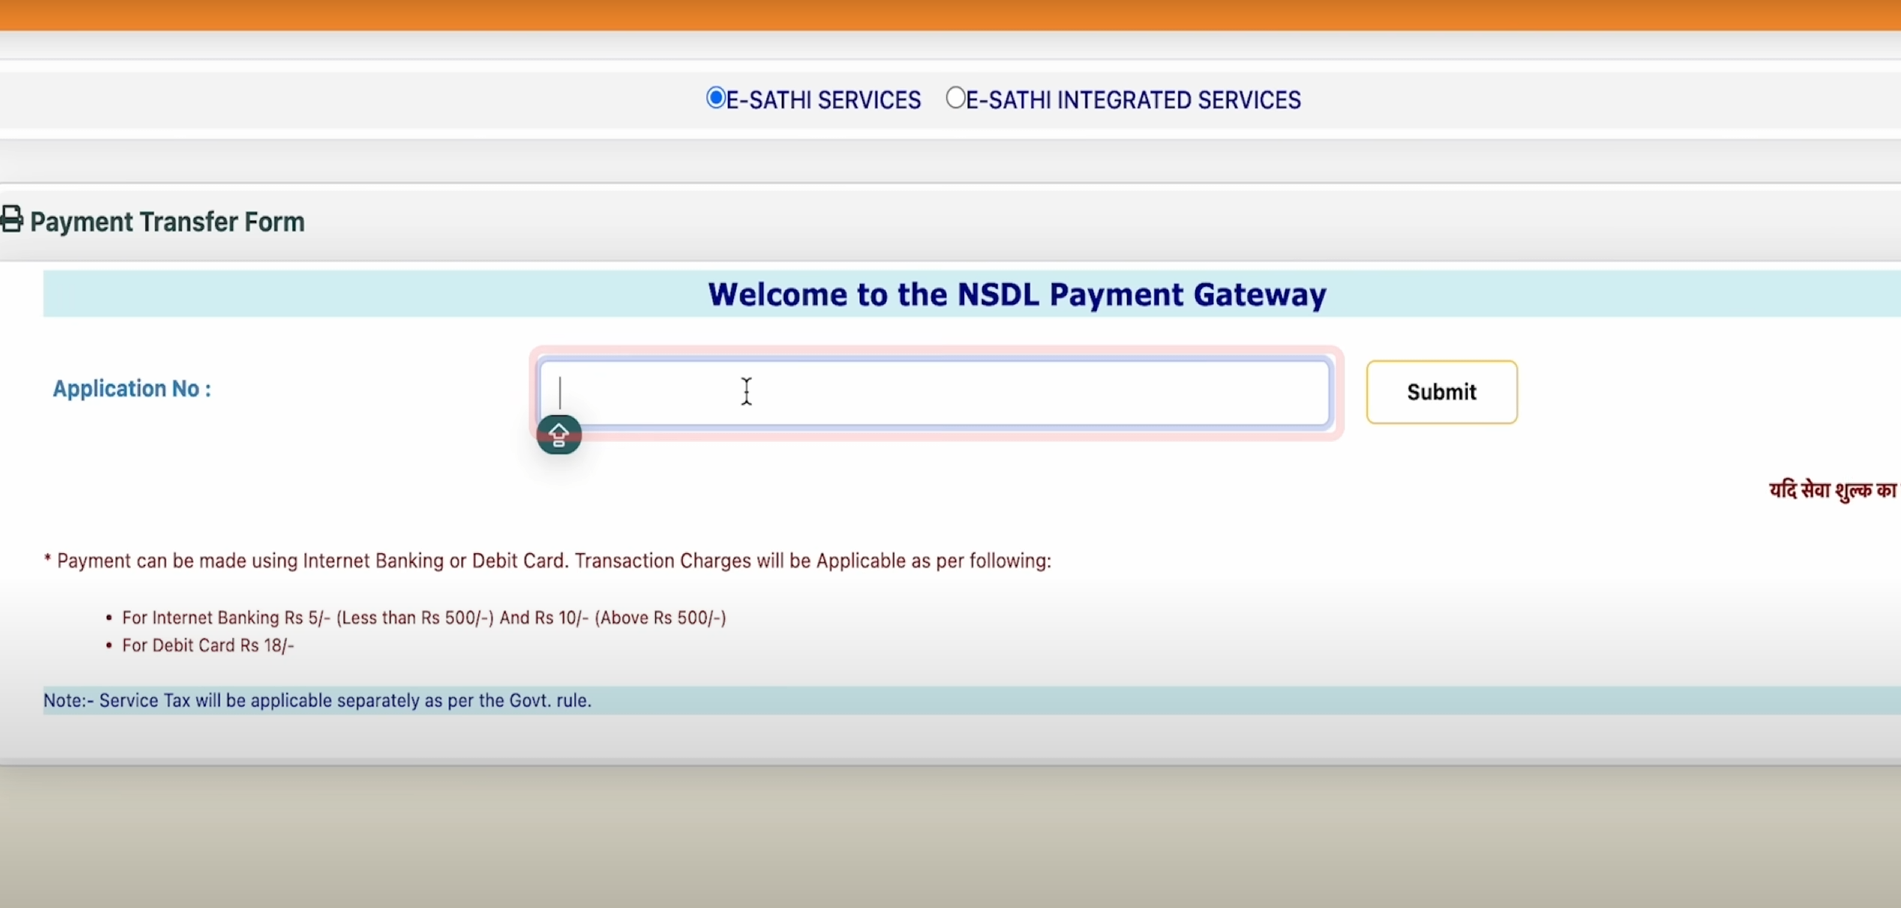 E-SATHI SERVICES E-SATHI INTEGRATED SERVICES
Payment Transfer Form
Welcome to the NSDL Payment Gateway
Application No :
Submit
यदि सेवा शुल्क का
* Payment can be made using Internet Banking or Debit Card. Transaction Charges will be Applicable as per following:
• For Internet Banking Rs 5/- (Less than Rs 500/-) And Rs 10/- (Above Rs 500/-)
• For Debit Card Rs 18/-
Note:- Service Tax will be applicable separately as per the Govt. rule.